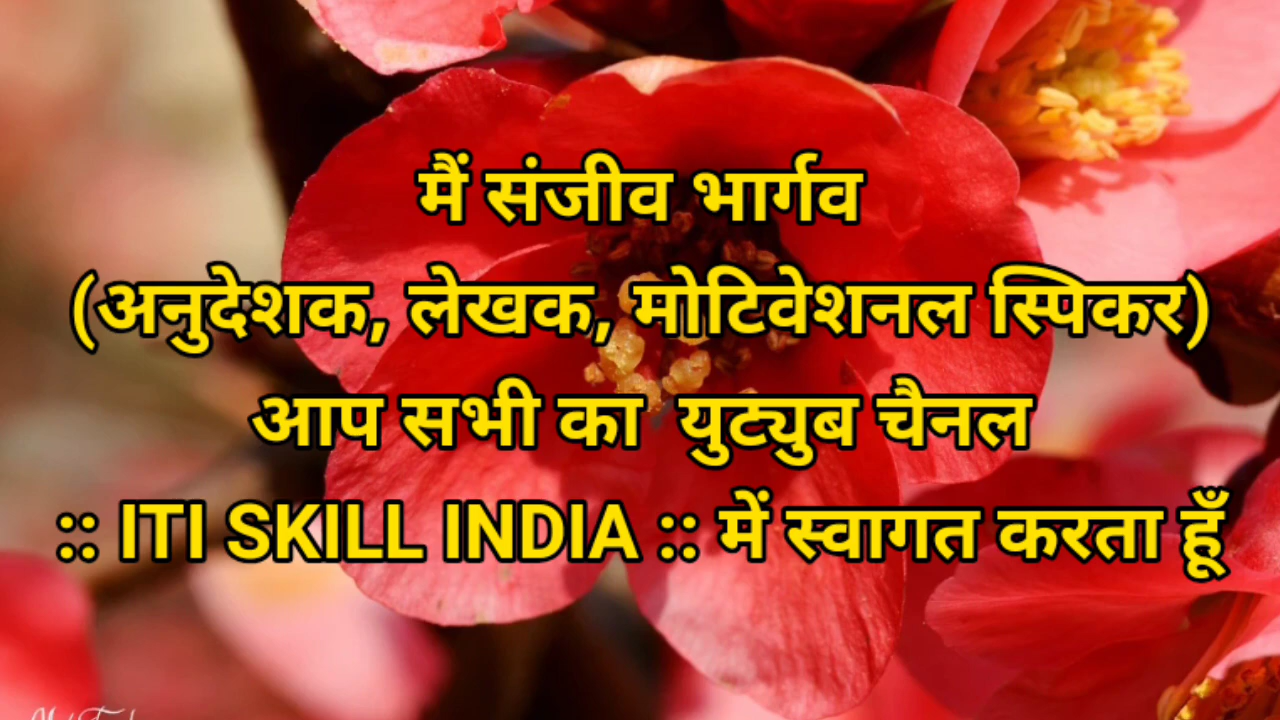 मैं संजीव भार्गव
(अनुदेशक, लेखक, मोटिवेशनल स्पिकर)
आप सभी का युट्युब चैनल
:: ITI SKILL INDIA :: में स्वागत करता हूँ